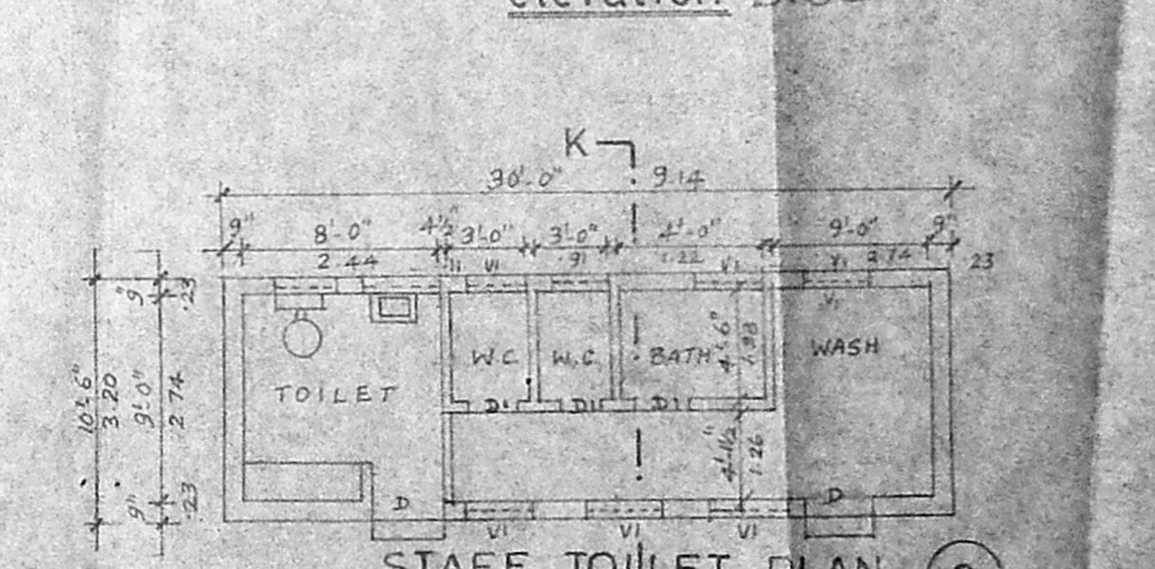 elevation
K
30'-0" 9.14
9" 8'-0" 4½" 3'-0" 3'-0" 4'-0" 9'-0" 9"
2.44 .11 V1 .91 1.22 V1 V1 2.74 .23
V1
9" .23
W.C W.C BATH 4'-6" 1.38 WASH
TOILET
10'-6" 3.20 9'-0" 2.74
D1 D1 D1
4'-1½" 1.26
9" .23
D D
V1 V1 V1
STAFF TOILET PLAN